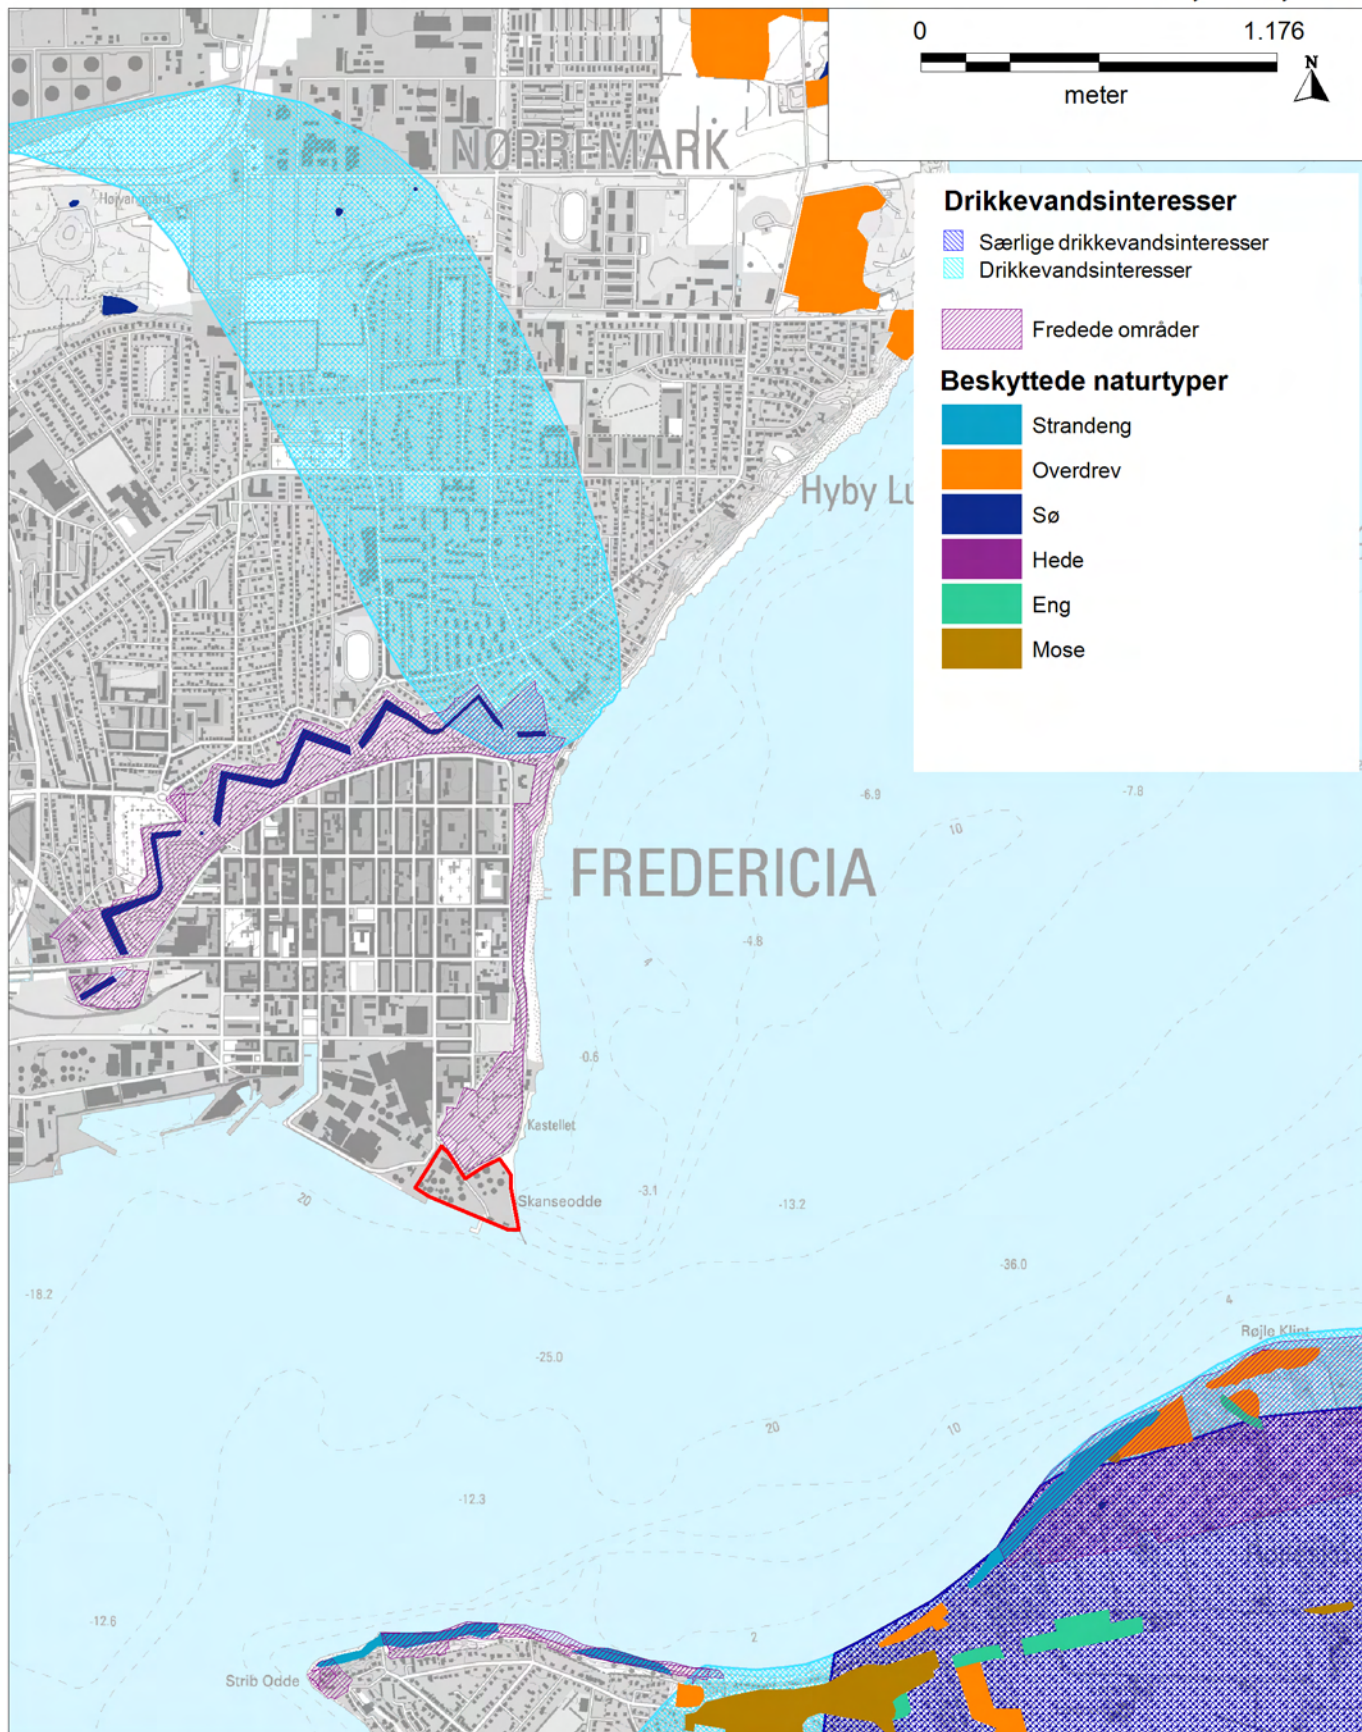 0 1.176
N
meter
NØRREMARK
Drikkevandsinteresser
Særlige drikkevandsinteresser
Drikkevandsinteresser
Fredede områder
Beskyttede naturtyper
Strandeng
Overdrev
Sø
Hede
Eng
Mose
Hyby Lu
-6.9
-7.8
10
FREDERICIA
-4.8
4
-0.6
Kastellet
-3.1
Skanseodde
-13.2
20
-36.0
-18.2
4
Røjle Klint
-25.0
20
10
-12.3
-12.6
2
Strib Odde